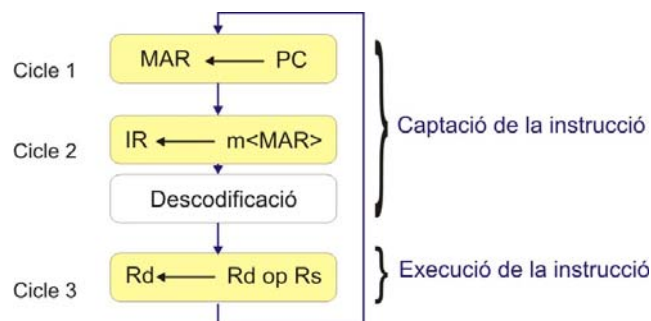 Cicle 1
MAR PC
Cicle 2
IR m<MAR>
Captació de la instrucció
Descodificació
Cicle 3
Rd Rd op Rs
Execució de la instrucció